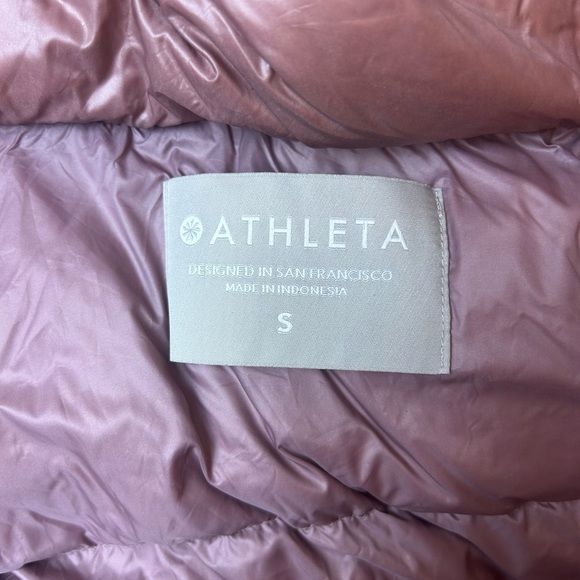 ATHLETA
DESIGNED IN SAN FRANCISCO
MADE IN INDONESIA
S